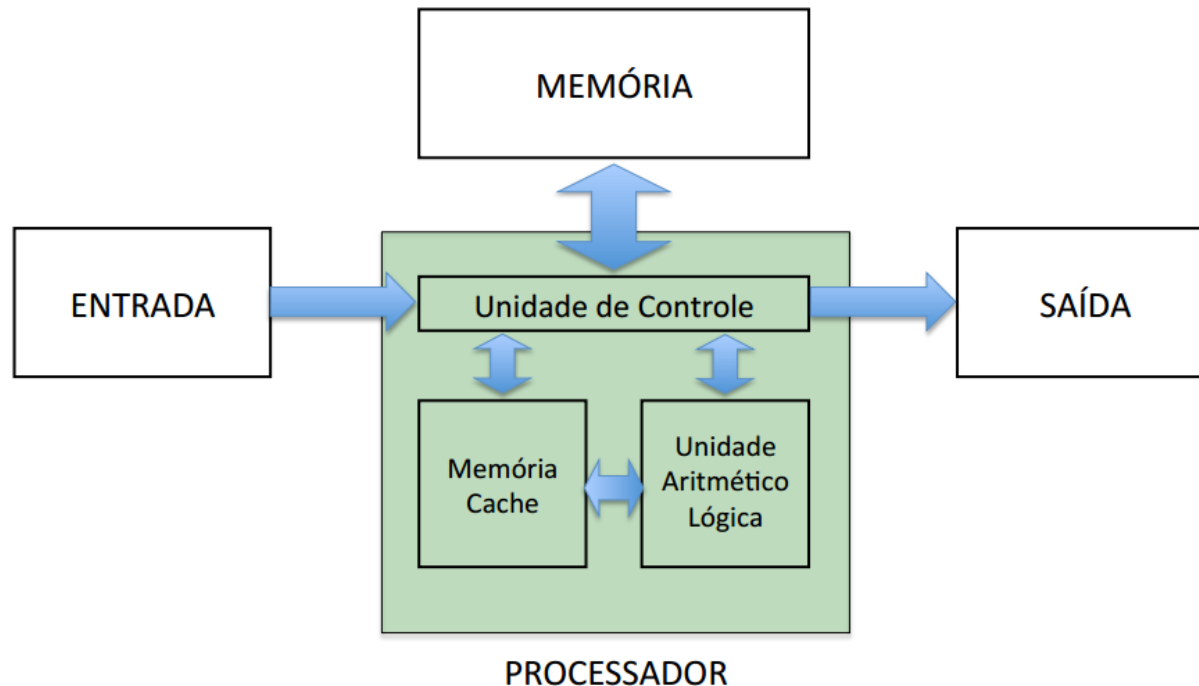 MEMÓRIA
ENTRADA
Unidade de Controle
SAÍDA
Memória
Cache
Unidade
Aritmético
Lógica
PROCESSADOR